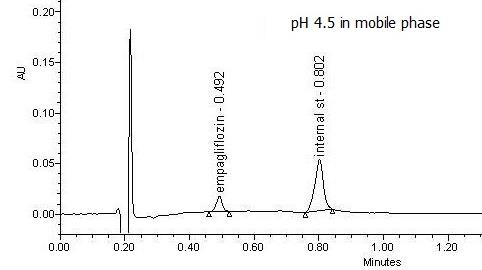 pH 4.5 in mobile phase
0.20
0.15
AU
0.10
0.05
0.00
empagliflozin - 0.492
internal st - 0.802
0.00 0.20 0.40 0.60 0.80 1.00 1.20
Minutes